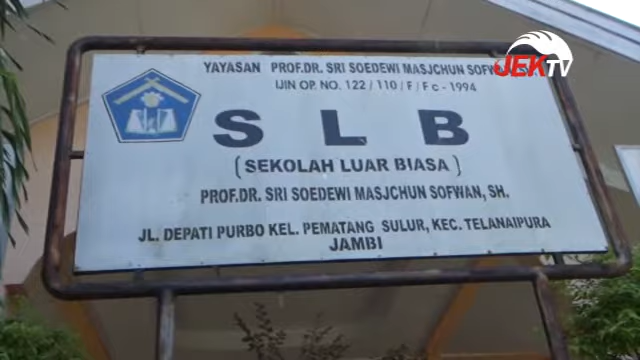 YAYASAN PROF.DR. SRI SOEDEWI MASJCHUN SOFWAN,
JEKTV
IJIN OP. NO. 122 / 110 / F / F c - 1994
SLB
(SEKOLAH LUAR BIASA)
PROF.DR. SRI SOEDEWI MASJCHUN SOFWAN, SH.
JL. DEPATI PURBO KEL. PEMATANG SULUR, KEC. TELANAIPURA
JAMBI